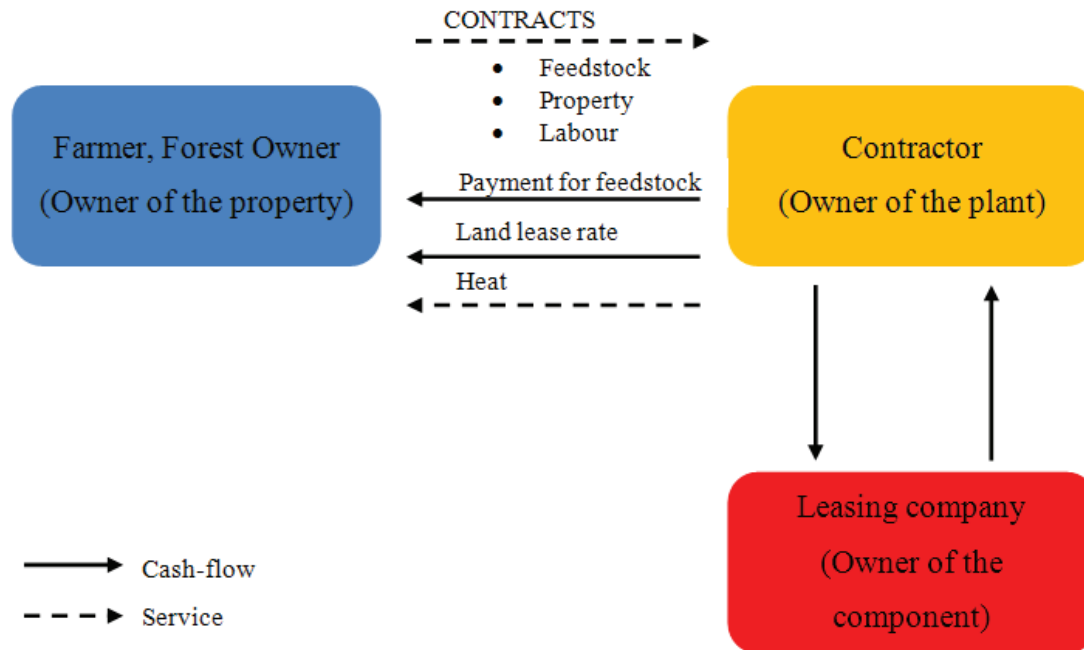 CONTRACTS
• Feedstock
• Property
• Labour
Farmer, Forest Owner
(Owner of the property)
Contractor
(Owner of the plant)
Payment for feedstock
Land lease rate
Heat
Leasing company
(Owner of the
component)
Cash-flow
Service